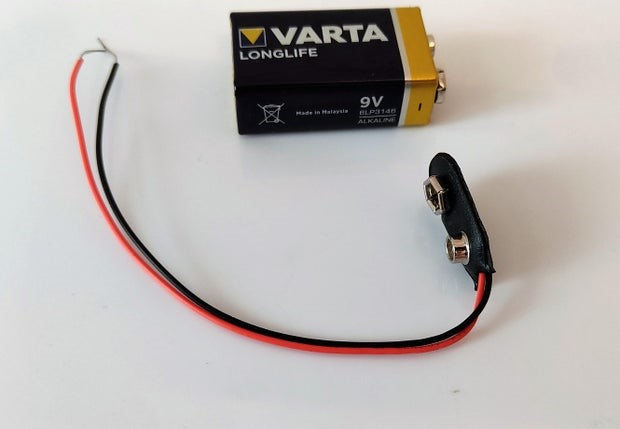 VARTA
LONGLIFE
9V
Made in Malaysia
6LP3146
ALKALINE